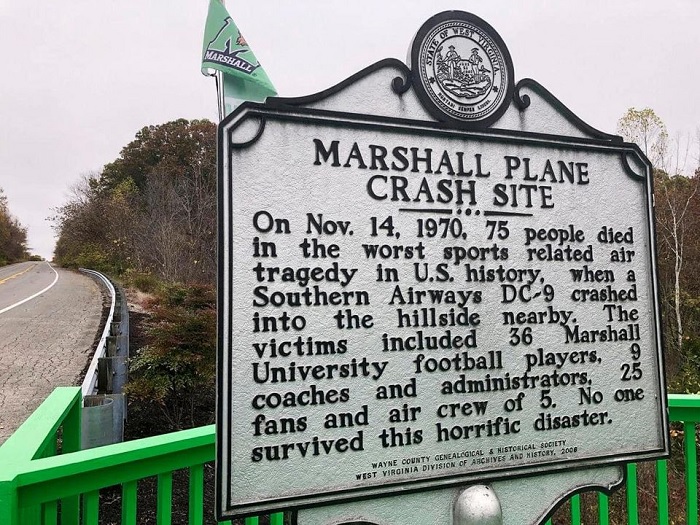 MARSHALL
STATE OF WEST VIRGINIA
MONTANI SEMPER LIBERI
MARSHALL PLANE
CRASH SITE
On Nov. 14, 1970, 75 people died
in the worst sports related air
tragedy in U.S. history, when a
Southern Airways DC-9 crashed
into the hillside nearby. The
victims included 36 Marshall
University football players, 9
coaches and administrators, 25
fans and air crew of 5. No one
survived this horrific disaster.
WAYNE COUNTY GENEALOGICAL & HISTORICAL SOCIETY
WEST VIRGINIA DIVISION OF ARCHIVES AND HISTORY, 2008